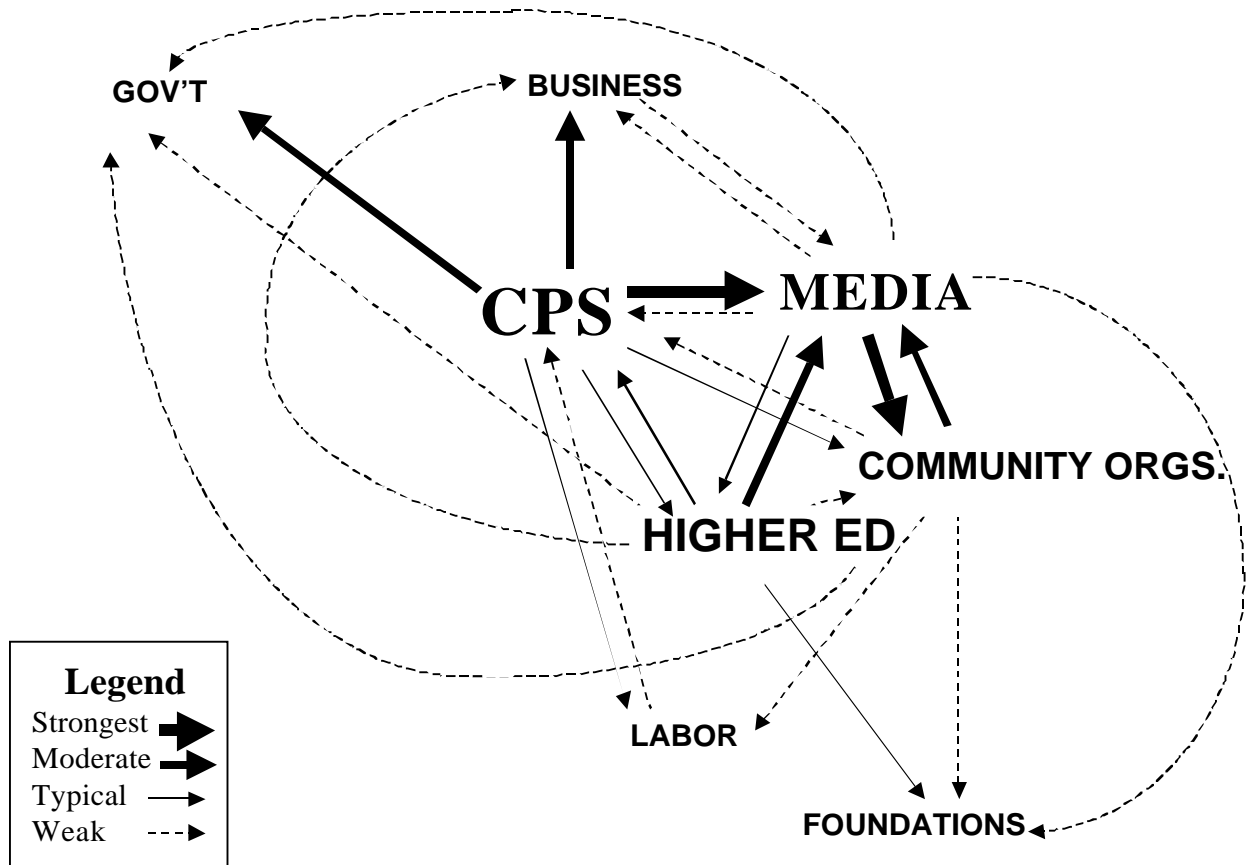 GOV'T
BUSINESS
CPS
MEDIA
COMMUNITY ORGS.
HIGHER ED
LABOR
FOUNDATIONS
Legend
Strongest
Moderate
Typical
Weak